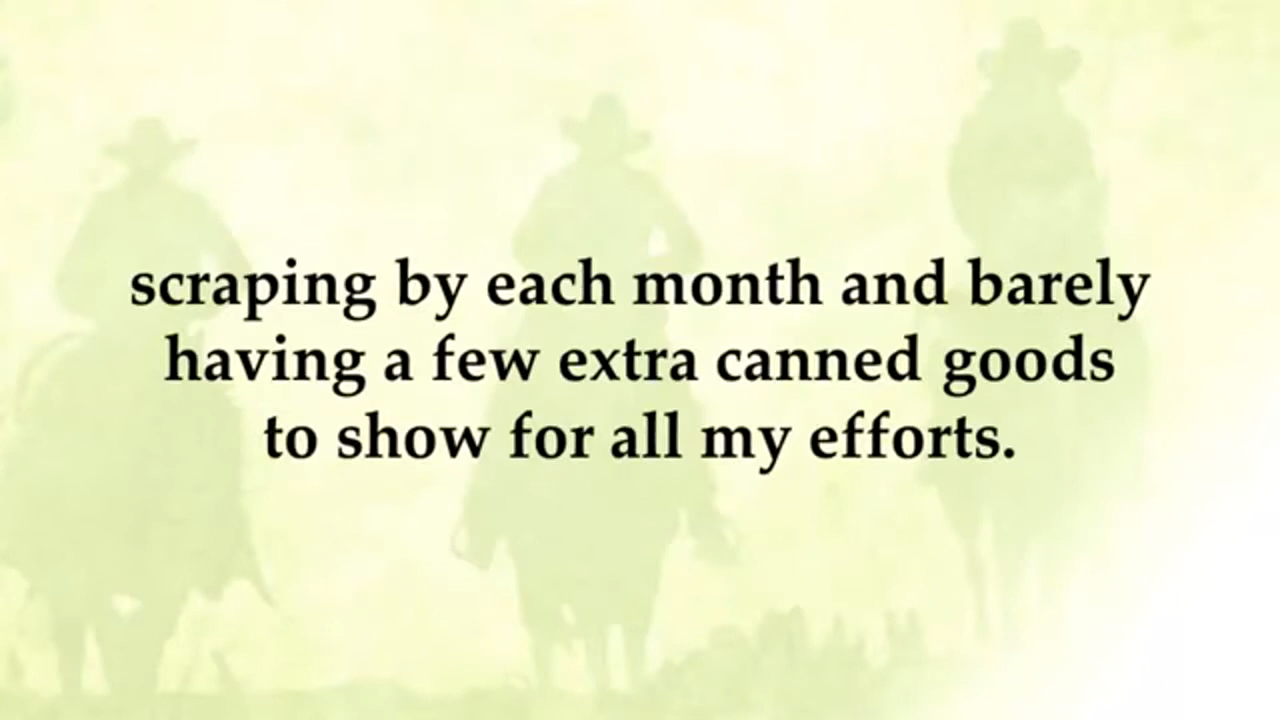 scraping by each month and barely
having a few extra canned goods
to show for all my efforts.